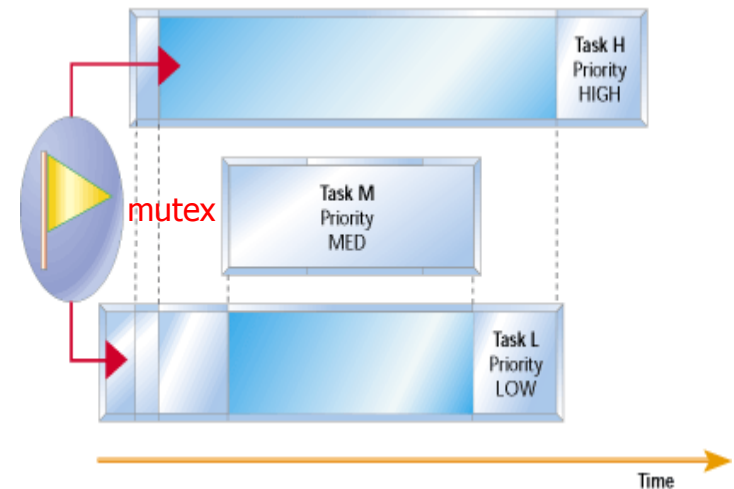 Task H
Priority
HIGH
mutex
Task M
Priority
MED
Task L
Priority
LOW
Time